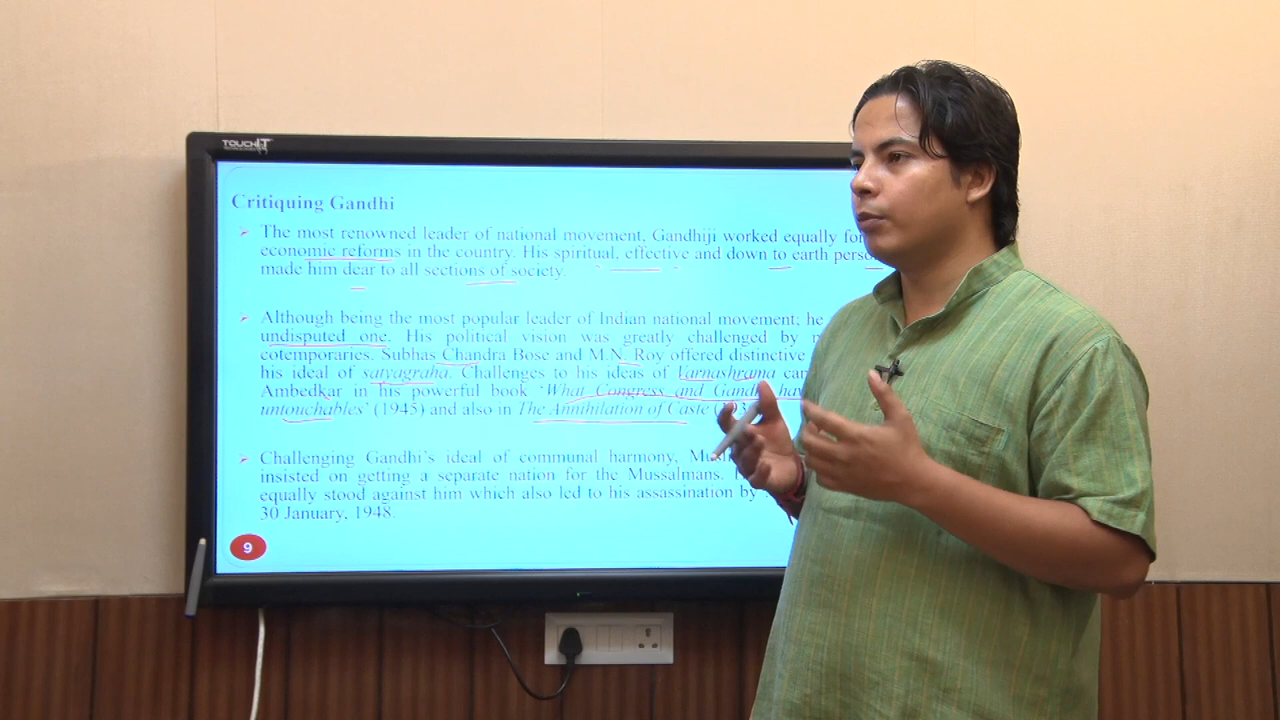 TOUCHIT
Critiquing Gandhi
The most renowned leader of national movement, Gandhiji worked equally for
economic reforms in the country. His spiritual, effective and down to earth
made him dear to all sections of society.
Although being the most popular leader of Indian national movement; he
undisputed one. His political vision was greatly challenged by
cotemporaries. Subhas Chandra Bose and M.N. Roy offered distinctive
his ideal of satyagraha. Challenges to his ideas of Varnashrama
Ambedkar in his powerful book ‘What Congress and Gandhi
untouchables’ (1945) and also in The Annihilation of Caste
Challenging Gandhi’s ideal of communal harmony,
insisted on getting a separate nation for the Mussalmans.
equally stood against him which also led to his assassination by
30 January, 1948.
9